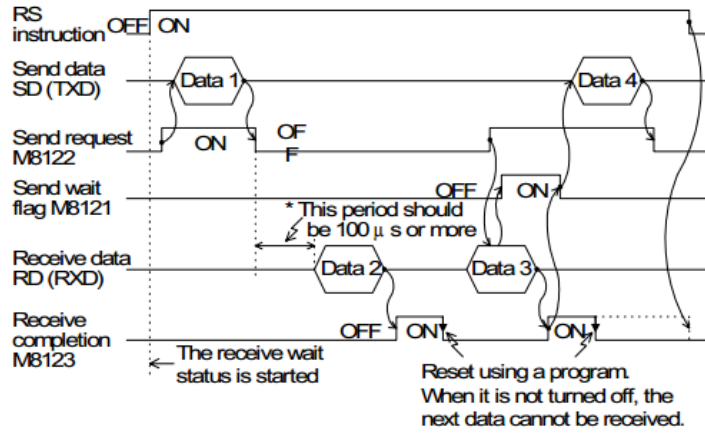 RS
instruction
OFF
ON
Send data
SD (TXD)
Data 1
Data 4
Send request
M8122
ON
OF
F
Send wait
flag M8121
OFF
ON
* This period should
be 100 μ s or more
Receive data
RD (RXD)
Data 2
Data 3
Receive
completion
M8123
OFF
ON
ON
The receive wait
status is started
Reset using a program.
When it is not turned off, the
next data cannot be received.